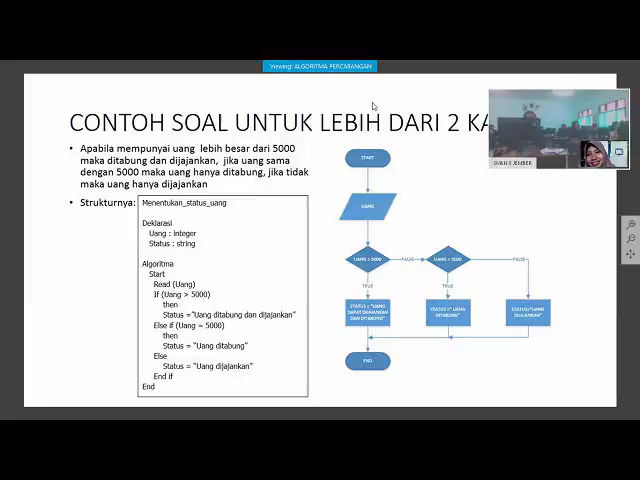 Viewing: ALGORITMA PERCABANGAN
CONTOH SOAL UNTUK LEBIH DARI 2 KA
• Apabila mempunyai uang lebih besar dari 5000
maka ditabung dan dijajankan, jika uang sama
dengan 5000 maka uang hanya ditabung, jika tidak
maka uang hanya dijajankan
• Strukturnya:
Menentukan_status_uang
Deklarasi
Uang : integer
Status : string
Algoritma
Start
Read (Uang)
If (Uang > 5000)
then
Status ="Uang ditabung dan dijajankan"
Else if (Uang = 5000)
then
Status = "Uang ditabung"
Else
Status = "Uang dijajankan"
End if
End
START
UANG
UANG > 5000
FALSE
UANG = 5000
FALSE
TRUE
TRUE
STATUS = "UANG
DAPAT DIJAJANKAN
DAN DITABUNG"
STATUS = "UANG
DITABUNG"
STATUS="UANG
DIJAJANKAN"
END
SMKN 5 JEMBER